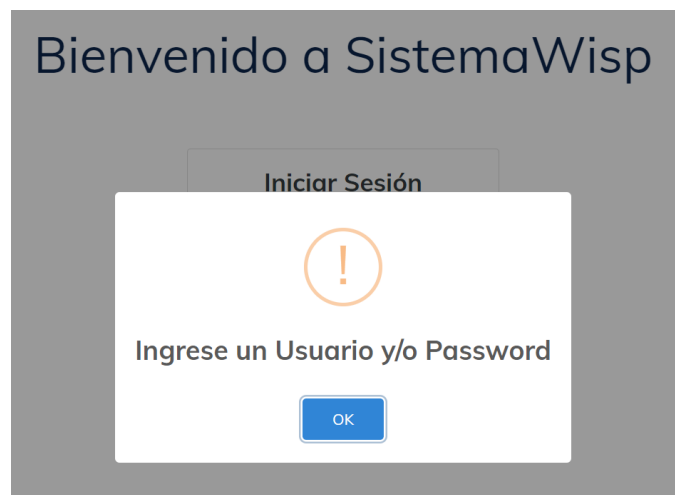 Bienvenido a SistemaWisp
Iniciar Sesión
!
Ingrese un Usuario y/o Password
OK